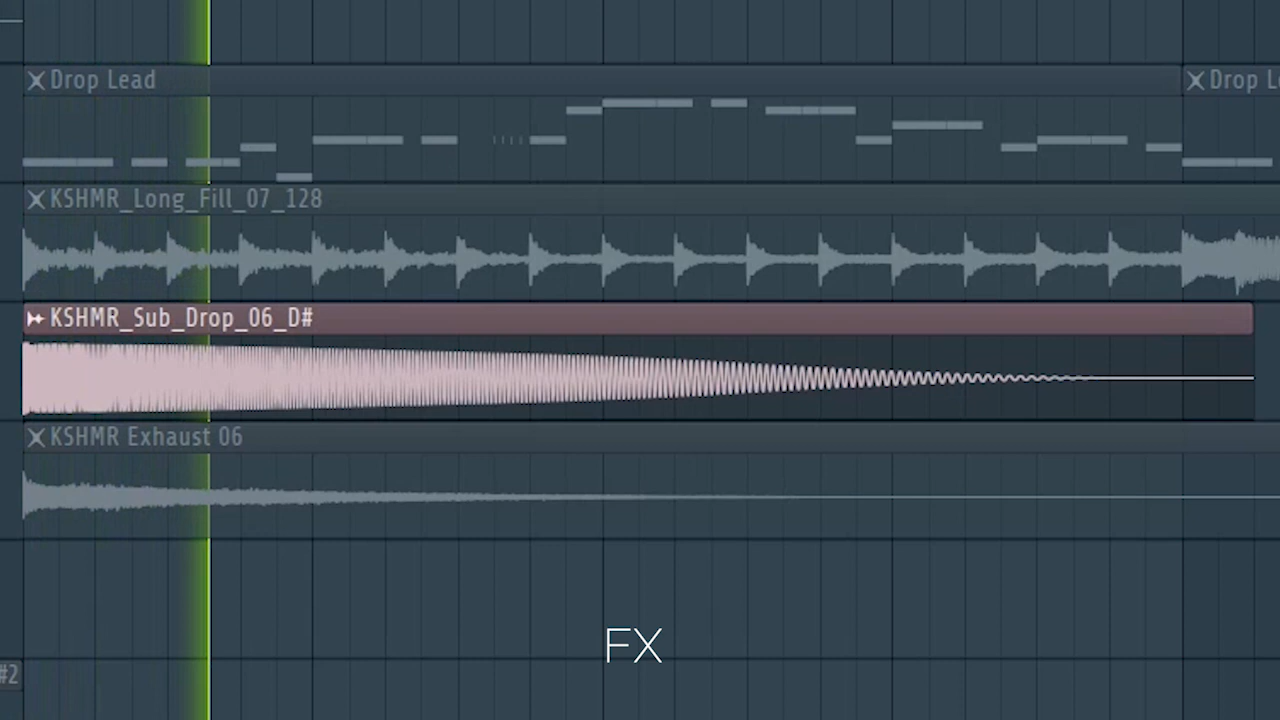 Drop Lead
Drop L
KSHMR_Long_Fill_07_128
KSHMR_Sub_Drop_06_D#
KSHMR Exhaust 06
FX
#2